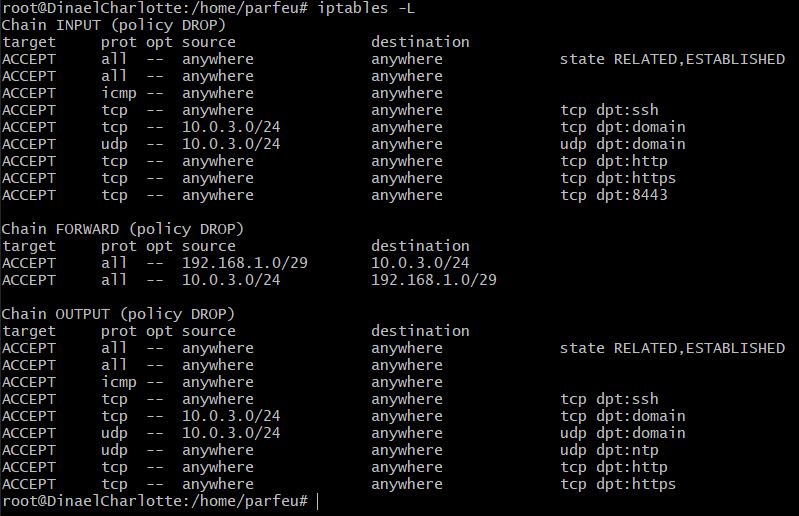 root@DinaelCharlotte:/home/parfeu# iptables -L
Chain INPUT (policy DROP)
target     prot opt source               destination
ACCEPT     all  --  anywhere             anywhere             state RELATED,ESTABLISHED
ACCEPT     all  --  anywhere             anywhere
ACCEPT     icmp --  anywhere             anywhere
ACCEPT     tcp  --  anywhere             anywhere             tcp dpt:ssh
ACCEPT     tcp  --  10.0.3.0/24          anywhere             tcp dpt:domain
ACCEPT     udp  --  10.0.3.0/24          anywhere             udp dpt:domain
ACCEPT     tcp  --  anywhere             anywhere             tcp dpt:http
ACCEPT     tcp  --  anywhere             anywhere             tcp dpt:https
ACCEPT     tcp  --  anywhere             anywhere             tcp dpt:8443

Chain FORWARD (policy DROP)
target     prot opt source               destination
ACCEPT     all  --  192.168.1.0/29       10.0.3.0/24
ACCEPT     all  --  10.0.3.0/24          192.168.1.0/29

Chain OUTPUT (policy DROP)
target     prot opt source               destination
ACCEPT     all  --  anywhere             anywhere             state RELATED,ESTABLISHED
ACCEPT     all  --  anywhere             anywhere
ACCEPT     icmp --  anywhere             anywhere
ACCEPT     tcp  --  anywhere             anywhere             tcp dpt:ssh
ACCEPT     tcp  --  10.0.3.0/24          anywhere             tcp dpt:domain
ACCEPT     udp  --  10.0.3.0/24          anywhere             udp dpt:domain
ACCEPT     udp  --  anywhere             anywhere             udp dpt:ntp
ACCEPT     tcp  --  anywhere             anywhere             tcp dpt:http
ACCEPT     tcp  --  anywhere             anywhere             tcp dpt:https
root@DinaelCharlotte:/home/parfeu#